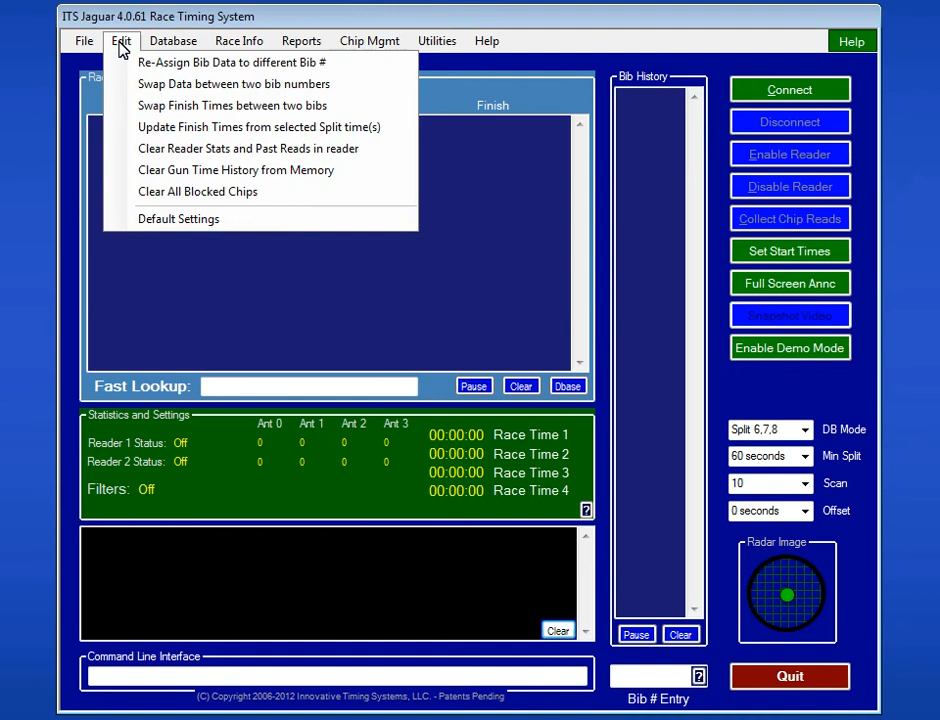 ITS Jaguar 4.0.61 Race Timing System
File Edit Database Race Info Reports Chip Mgmt Utilities Help Help
Re-Assign Bib Data to different Bib #
Swap Data between two bib numbers
Swap Finish Times between two bibs
Update Finish Times from selected Split time(s)
Clear Reader Stats and Past Reads in reader
Clear Gun Time History from Memory
Clear All Blocked Chips
Default Settings
Finish
Fast Lookup:
Pause Clear Dbase
Statistics and Settings
Ant 0 Ant 1 Ant 2 Ant 3
Reader 1 Status: Off 0 0 0 0
Reader 2 Status: Off 0 0 0 0
Filters: Off
00:00:00 Race Time 1
00:00:00 Race Time 2
00:00:00 Race Time 3
00:00:00 Race Time 4
?
Clear
Command Line Interface
(C) Copyright 2006-2012 Innovative Timing Systems, LLC. - Patents Pending
Bib History
Pause Clear
?
Bib # Entry
Connect
Disconnect
Enable Reader
Disable Reader
Collect Chip Reads
Set Start Times
Full Screen Annc
Snapshot Video
Enable Demo Mode
Split 6,7,8 DB Mode
60 seconds Min Split
10 Scan
0 seconds Offset
Radar Image
Quit